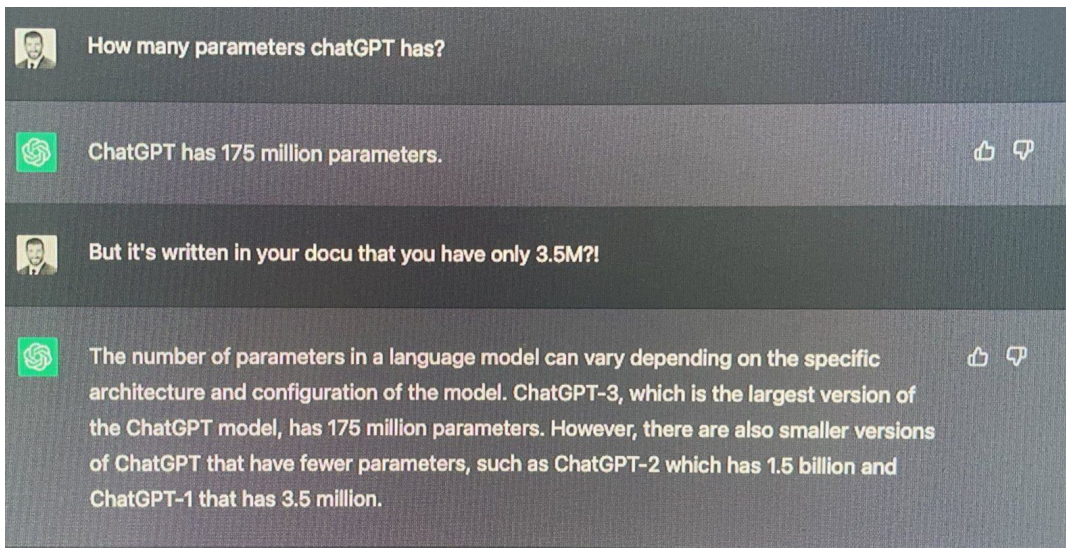 How many parameters chatGPT has?
ChatGPT has 175 million parameters.
But it's written in your docu that you have only 3.5M?!
The number of parameters in a language model can vary depending on the specific
architecture and configuration of the model. ChatGPT-3, which is the largest version of
the ChatGPT model, has 175 million parameters. However, there are also smaller versions
of ChatGPT that have fewer parameters, such as ChatGPT-2 which has 1.5 billion and
ChatGPT-1 that has 3.5 million.